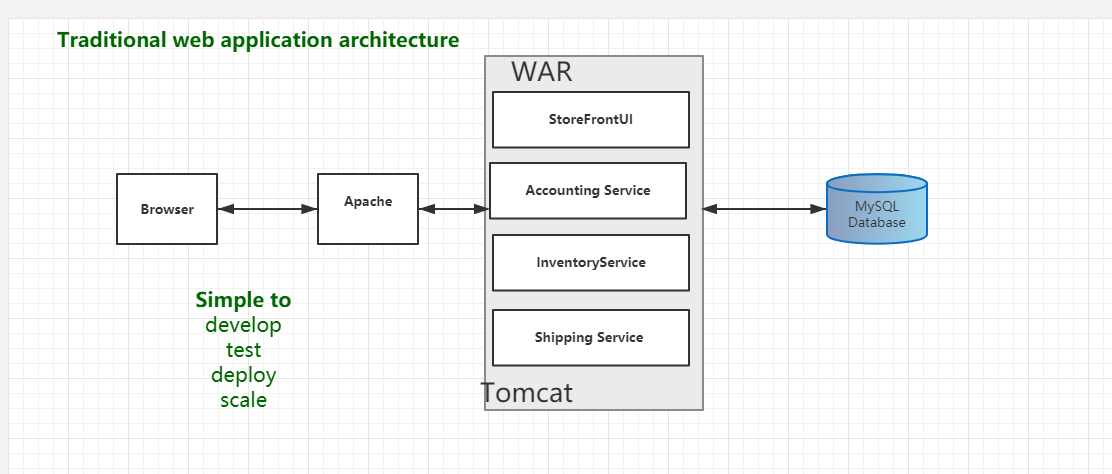 Traditional web application architecture
WAR
StoreFrontUI
Accounting Service
Browser
Apache
MySQL
Database
InventoryService
Simple to
develop
test
deploy
scale
Shipping Service
Tomcat